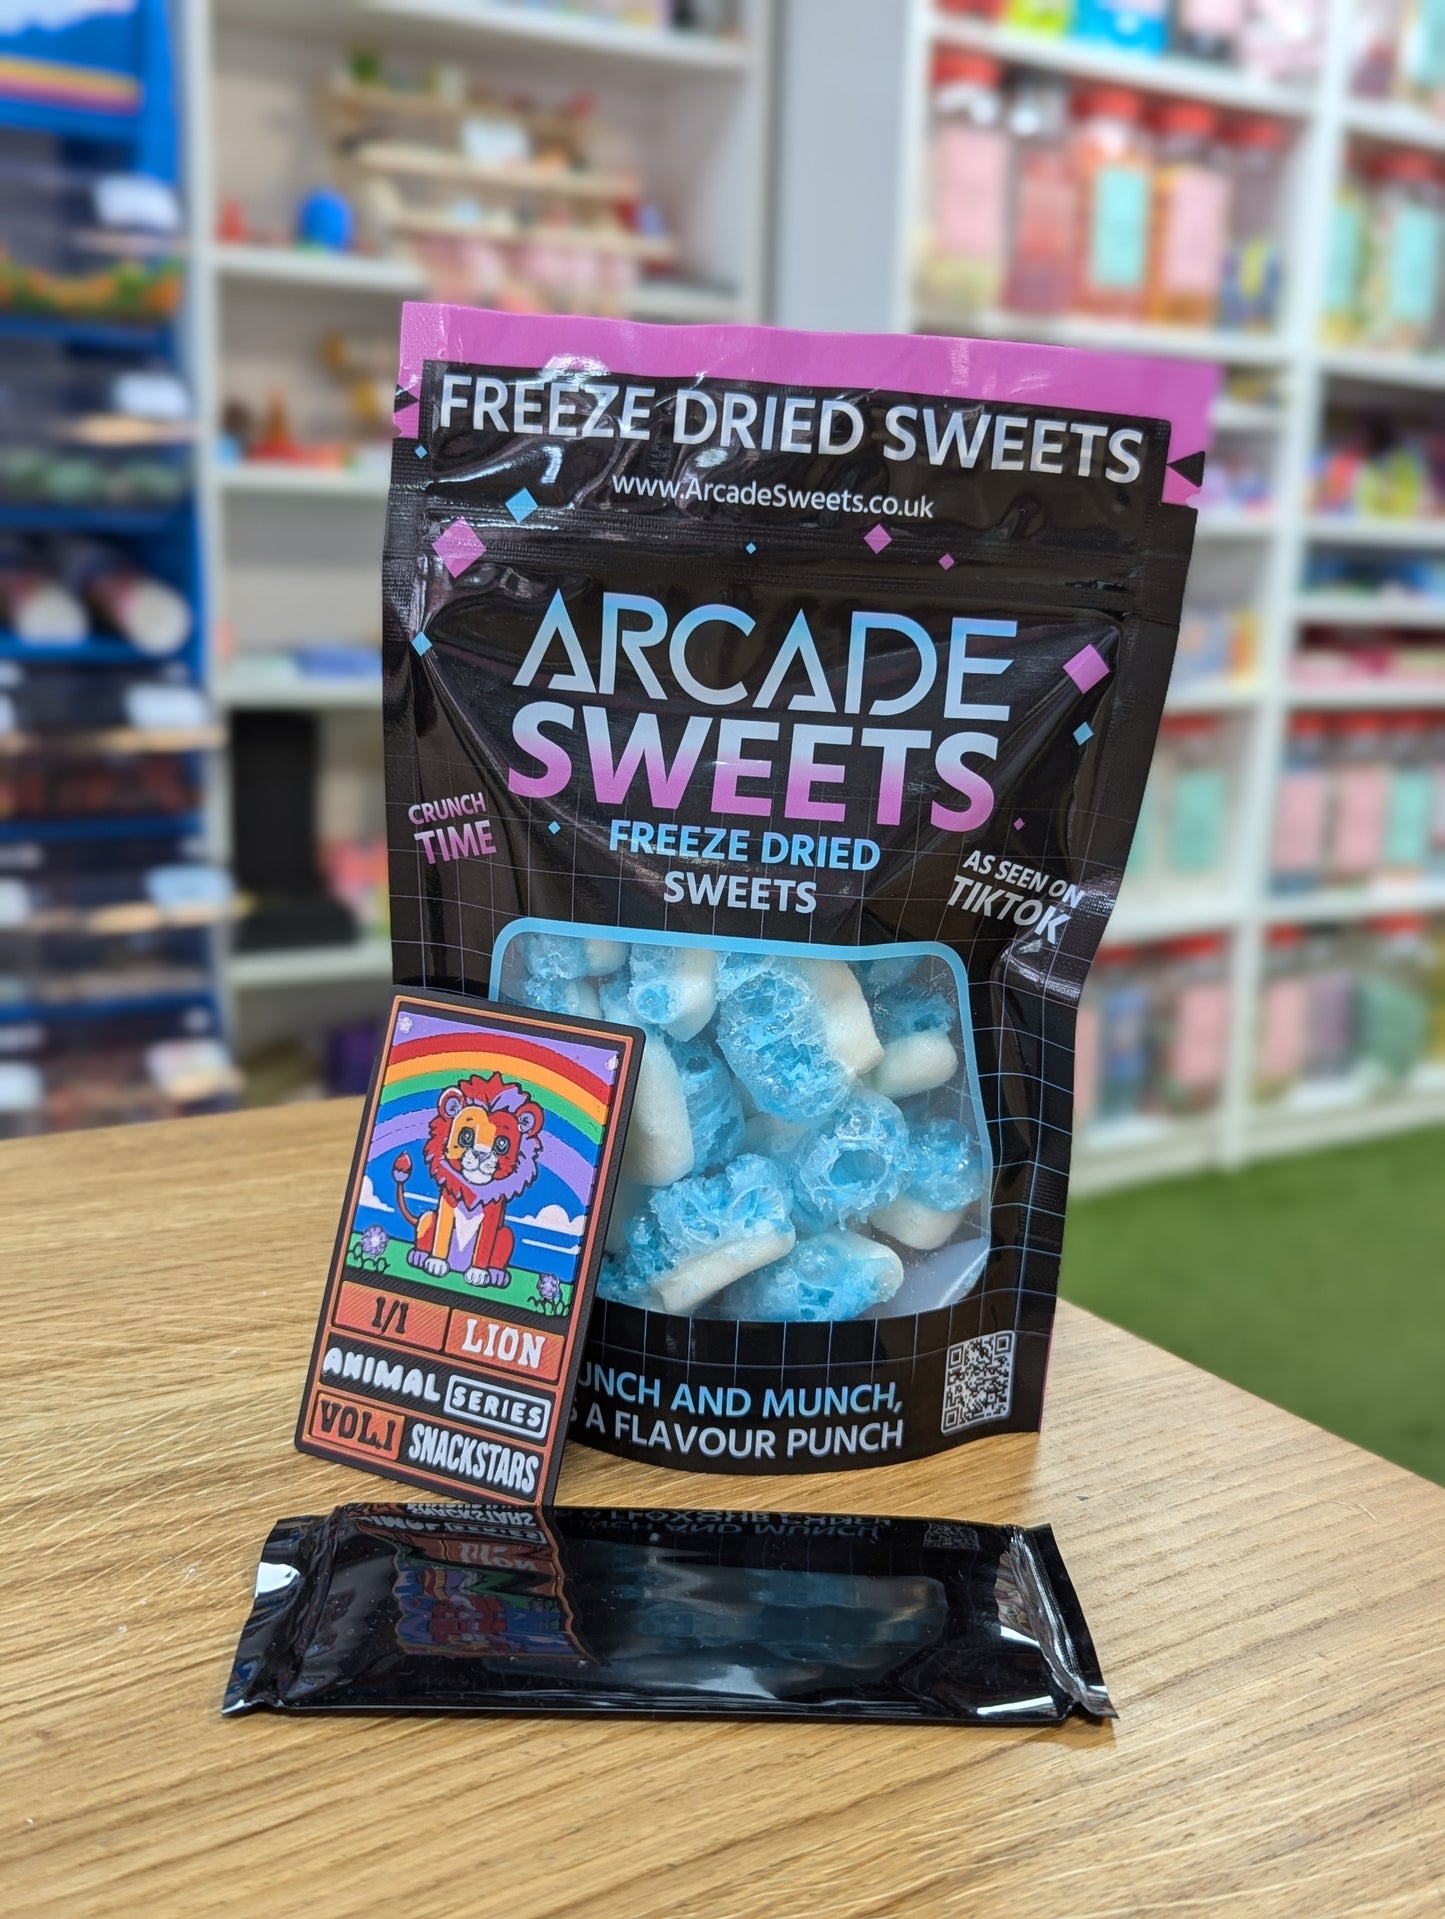 FREEZE DRIED SWEETS
www.ArcadeSweets.co.uk
ARCADE
SWEETS
CRUNCH
TIME
FREEZE DRIED
SWEETS
AS SEEN ON
TIKTOK
AND MUNCH,
A FLAVOUR PUNCH
1/1
LION
ANIMAL SERIES
VOL.1 SNACKSTARS